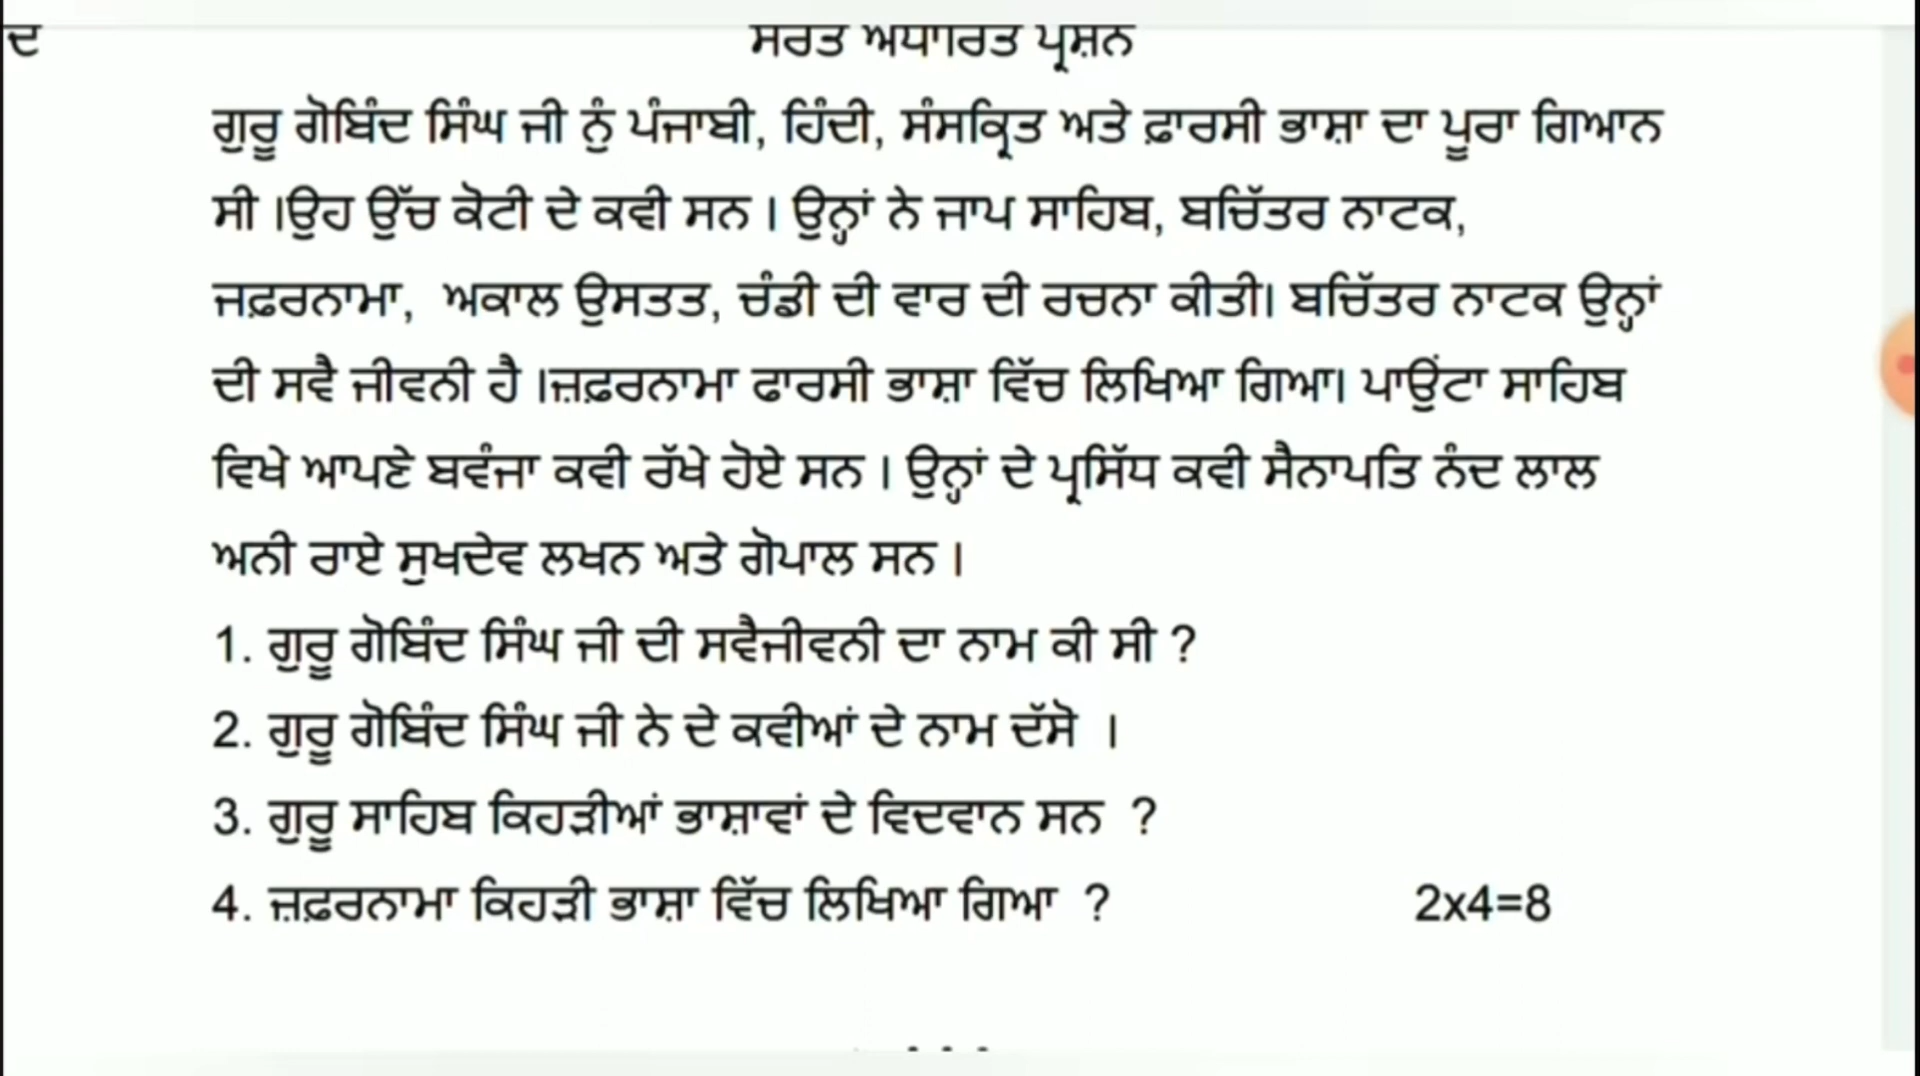 ਦ
ਸਰਤ ਅਧਾਰਿਤ ਪ੍ਰਸ਼ਨ
ਗੁਰੂ ਗੋਬਿੰਦ ਸਿੰਘ ਜੀ ਨੂੰ ਪੰਜਾਬੀ, ਹਿੰਦੀ, ਸੰਸਕ੍ਰਿਤ ਅਤੇ ਫ਼ਾਰਸੀ ਭਾਸ਼ਾ ਦਾ ਪੂਰਾ ਗਿਆਨ
ਸੀ ।ਉਹ ਉੱਚ ਕੋਟੀ ਦੇ ਕਵੀ ਸਨ । ਉਨ੍ਹਾਂ ਨੇ ਜਾਪ ਸਾਹਿਬ, ਬਚਿੱਤਰ ਨਾਟਕ,
ਜਫ਼ਰਨਾਮਾ, ਅਕਾਲ ਉਸਤਤ, ਚੰਡੀ ਦੀ ਵਾਰ ਦੀ ਰਚਨਾ ਕੀਤੀ। ਬਚਿੱਤਰ ਨਾਟਕ ਉਨ੍ਹਾਂ
ਦੀ ਸਵੈ ਜੀਵਨੀ ਹੈ ।ਜ਼ਫ਼ਰਨਾਮਾ ਫਾਰਸੀ ਭਾਸ਼ਾ ਵਿੱਚ ਲਿਖਿਆ ਗਿਆ। ਪਾਉਂਟਾ ਸਾਹਿਬ
ਵਿਖੇ ਆਪਣੇ ਬਵੰਜਾ ਕਵੀ ਰੱਖੇ ਹੋਏ ਸਨ । ਉਨ੍ਹਾਂ ਦੇ ਪ੍ਰਸਿੱਧ ਕਵੀ ਸੈਨਾਪਤਿ ਨੰਦ ਲਾਲ
ਅਨੀ ਰਾਏ ਸੁਖਦੇਵ ਲਖਨ ਅਤੇ ਗੋਪਾਲ ਸਨ ।
1. ਗੁਰੂ ਗੋਬਿੰਦ ਸਿੰਘ ਜੀ ਦੀ ਸਵੈਜੀਵਨੀ ਦਾ ਨਾਮ ਕੀ ਸੀ ?
2. ਗੁਰੂ ਗੋਬਿੰਦ ਸਿੰਘ ਜੀ ਨੇ ਦੇ ਕਵੀਆਂ ਦੇ ਨਾਮ ਦੱਸੋ ।
3. ਗੁਰੂ ਸਾਹਿਬ ਕਿਹੜੀਆਂ ਭਾਸ਼ਾਵਾਂ ਦੇ ਵਿਦਵਾਨ ਸਨ ?
4. ਜ਼ਫ਼ਰਨਾਮਾ ਕਿਹੜੀ ਭਾਸ਼ਾ ਵਿੱਚ ਲਿਖਿਆ ਗਿਆ ? 2x4=8